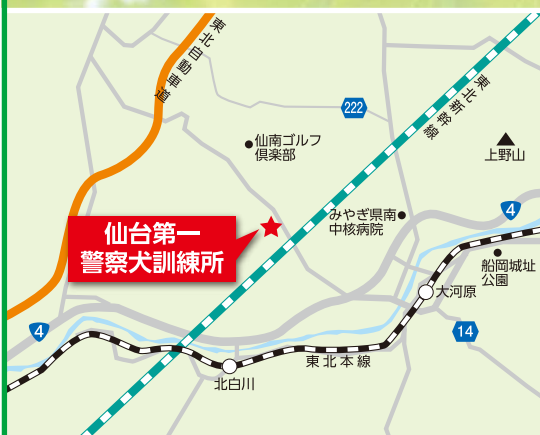 東北自動車道
222
東北新幹線
仙南ゴルフ
倶楽部
上野山
みやぎ県南
中核病院
4
仙台第一
警察犬訓練所
船岡城址
公園
大河原
4
14
東北本線
北白川